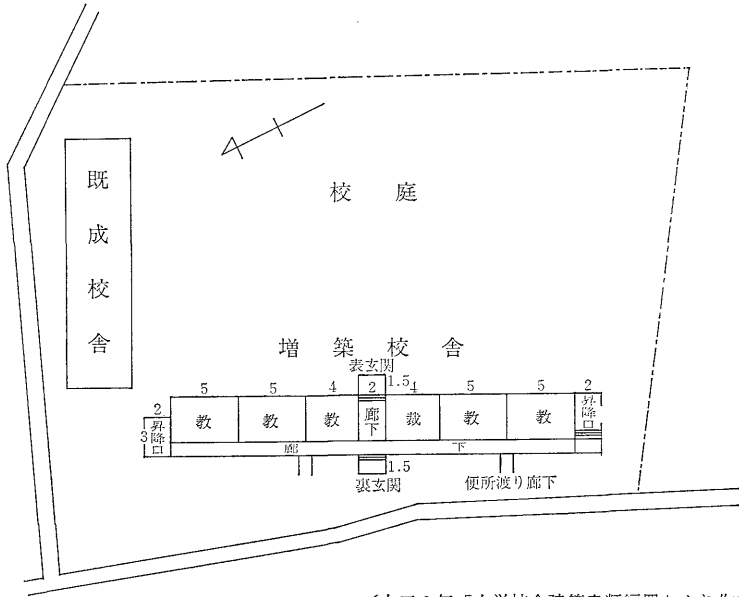 既成校舎
校庭
増築校舎
表玄関
5 5 4 2 1.5 4 5 5 2
2
3
昇降口
教 教 教 廊下 裁 教 教 昇降口
廊下
1.5
裏玄関
便所渡り廊下